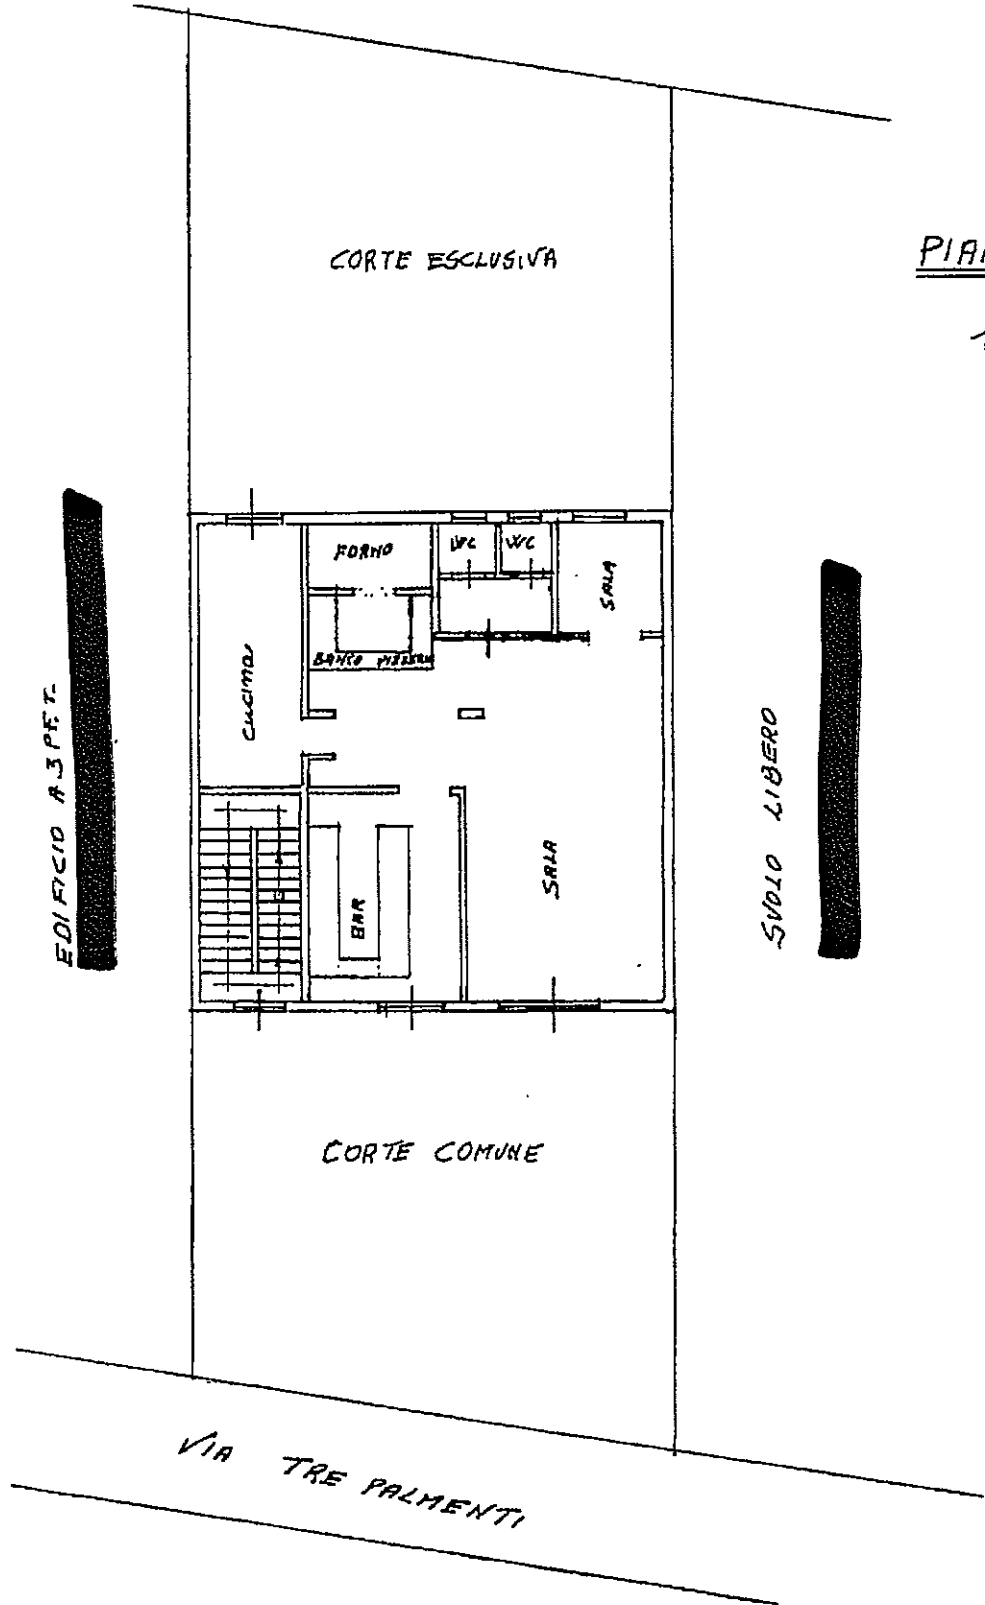 CORTE ESCLUSIVA
PIAN
FORNO
WC
WC
SALA
BANCO PIZZERIA
CUCINA
EDIFICIO A 3 P.F.T.
SUOLO LIBERO
SALA
BAR
CORTE COMUNE
VIA TRE PALMENTI